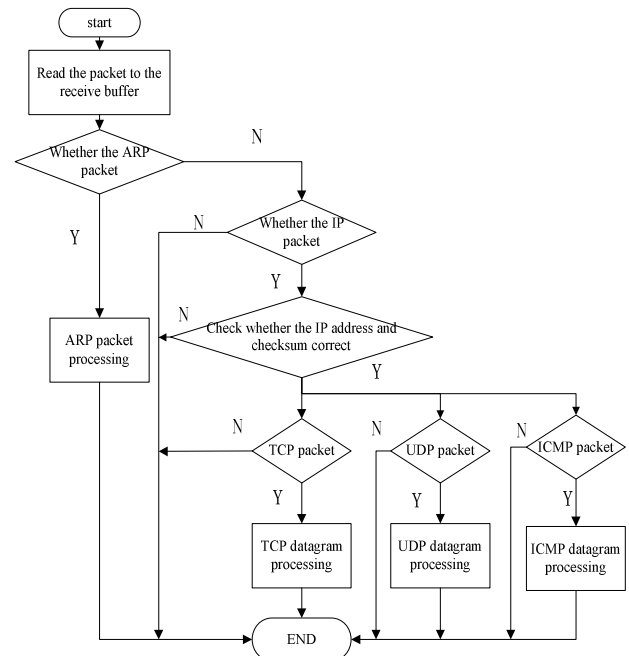 start
Read the packet to the
receive buffer
N
Whether the ARP
packet
N
Whether the IP
packet
Y
Y
N
Check whether the IP address and
checksum correct
ARP packet
processing
Y
N
TCP packet
N
UDP packet
N
ICMP packet
Y
Y
Y
TCP datagram
processing
UDP datagram
processing
ICMP datagram
processing
END